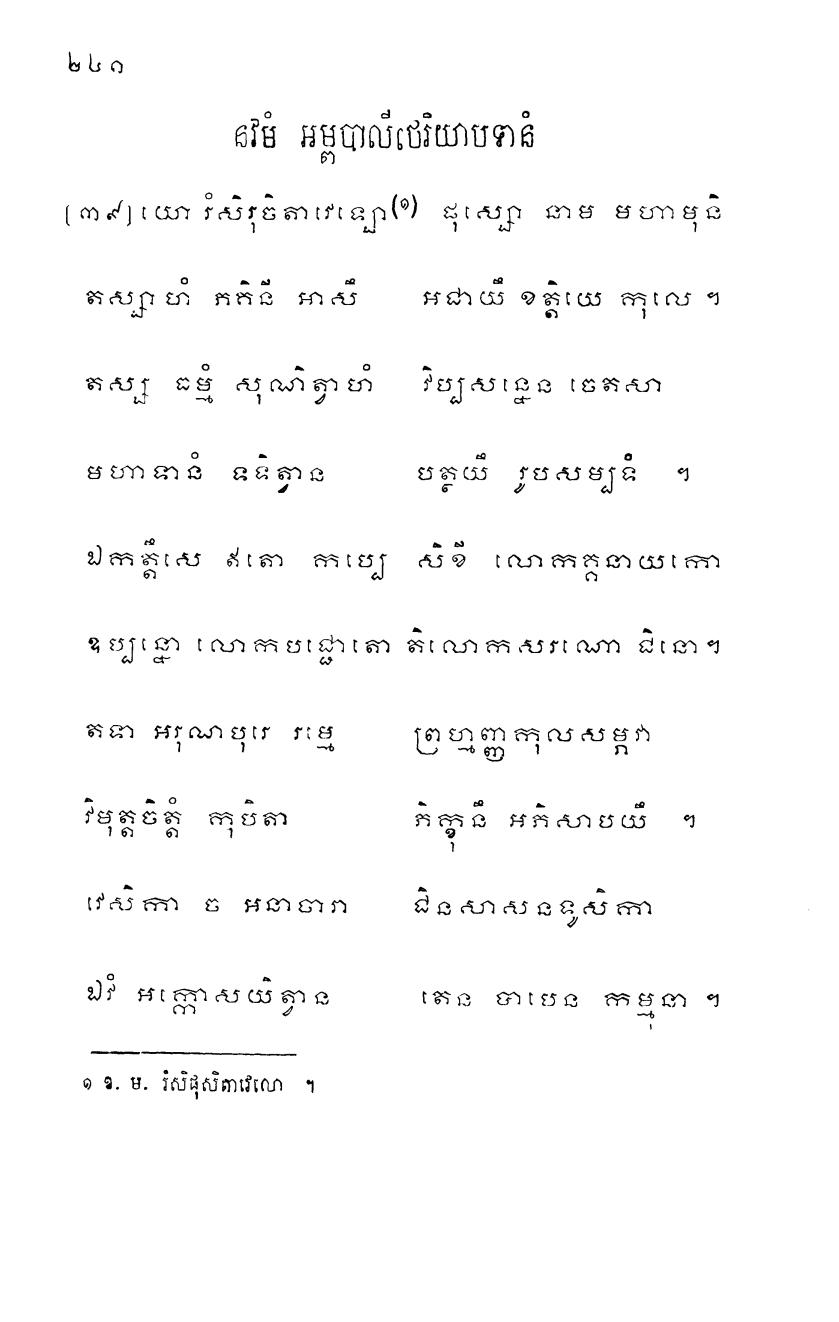 ២៤១
នវមំ អម្ពបាលីថេរិយាបទានំ
[៣៩] យោ រំសិរុចិតាវេឡ្បា(១) ផុស្សោ នាម មហាមុនិ
តស្សាហំ ភគិនី អាសឹ អជាយឹ ខត្តិយេ កុលេ ។
តស្ស ធម្មំ សុណិត្វាហំ វិប្បសន្នេន ចេតសា
មហាទានំ ទទិត្វាន បត្ថយឹ រូបសម្បទំ ។
ឯកត្តឹសេ ឥតោ កប្បេ សិខី លោកគ្គនាយកោ
ឧប្បន្នោ លោកបជ្ជោតោ តិលោកសរណោ ជិនោ។
តទា អរុណបុរេ រម្មេ ព្រហ្មញ្ញកុលសម្ភវា
វិមុត្តចិត្តំ កុបិតា ភិក្ខុនឹ អភិសាបយឹ ។
វេសិកា ច អនាចារា ជិនសាសនទូសិកា
ឯវំ អក្កោសយិត្វាន តេន បាបេន កម្មុនា ។
១ ឱ. ម. រំសិផុសិតាវេលោ ។